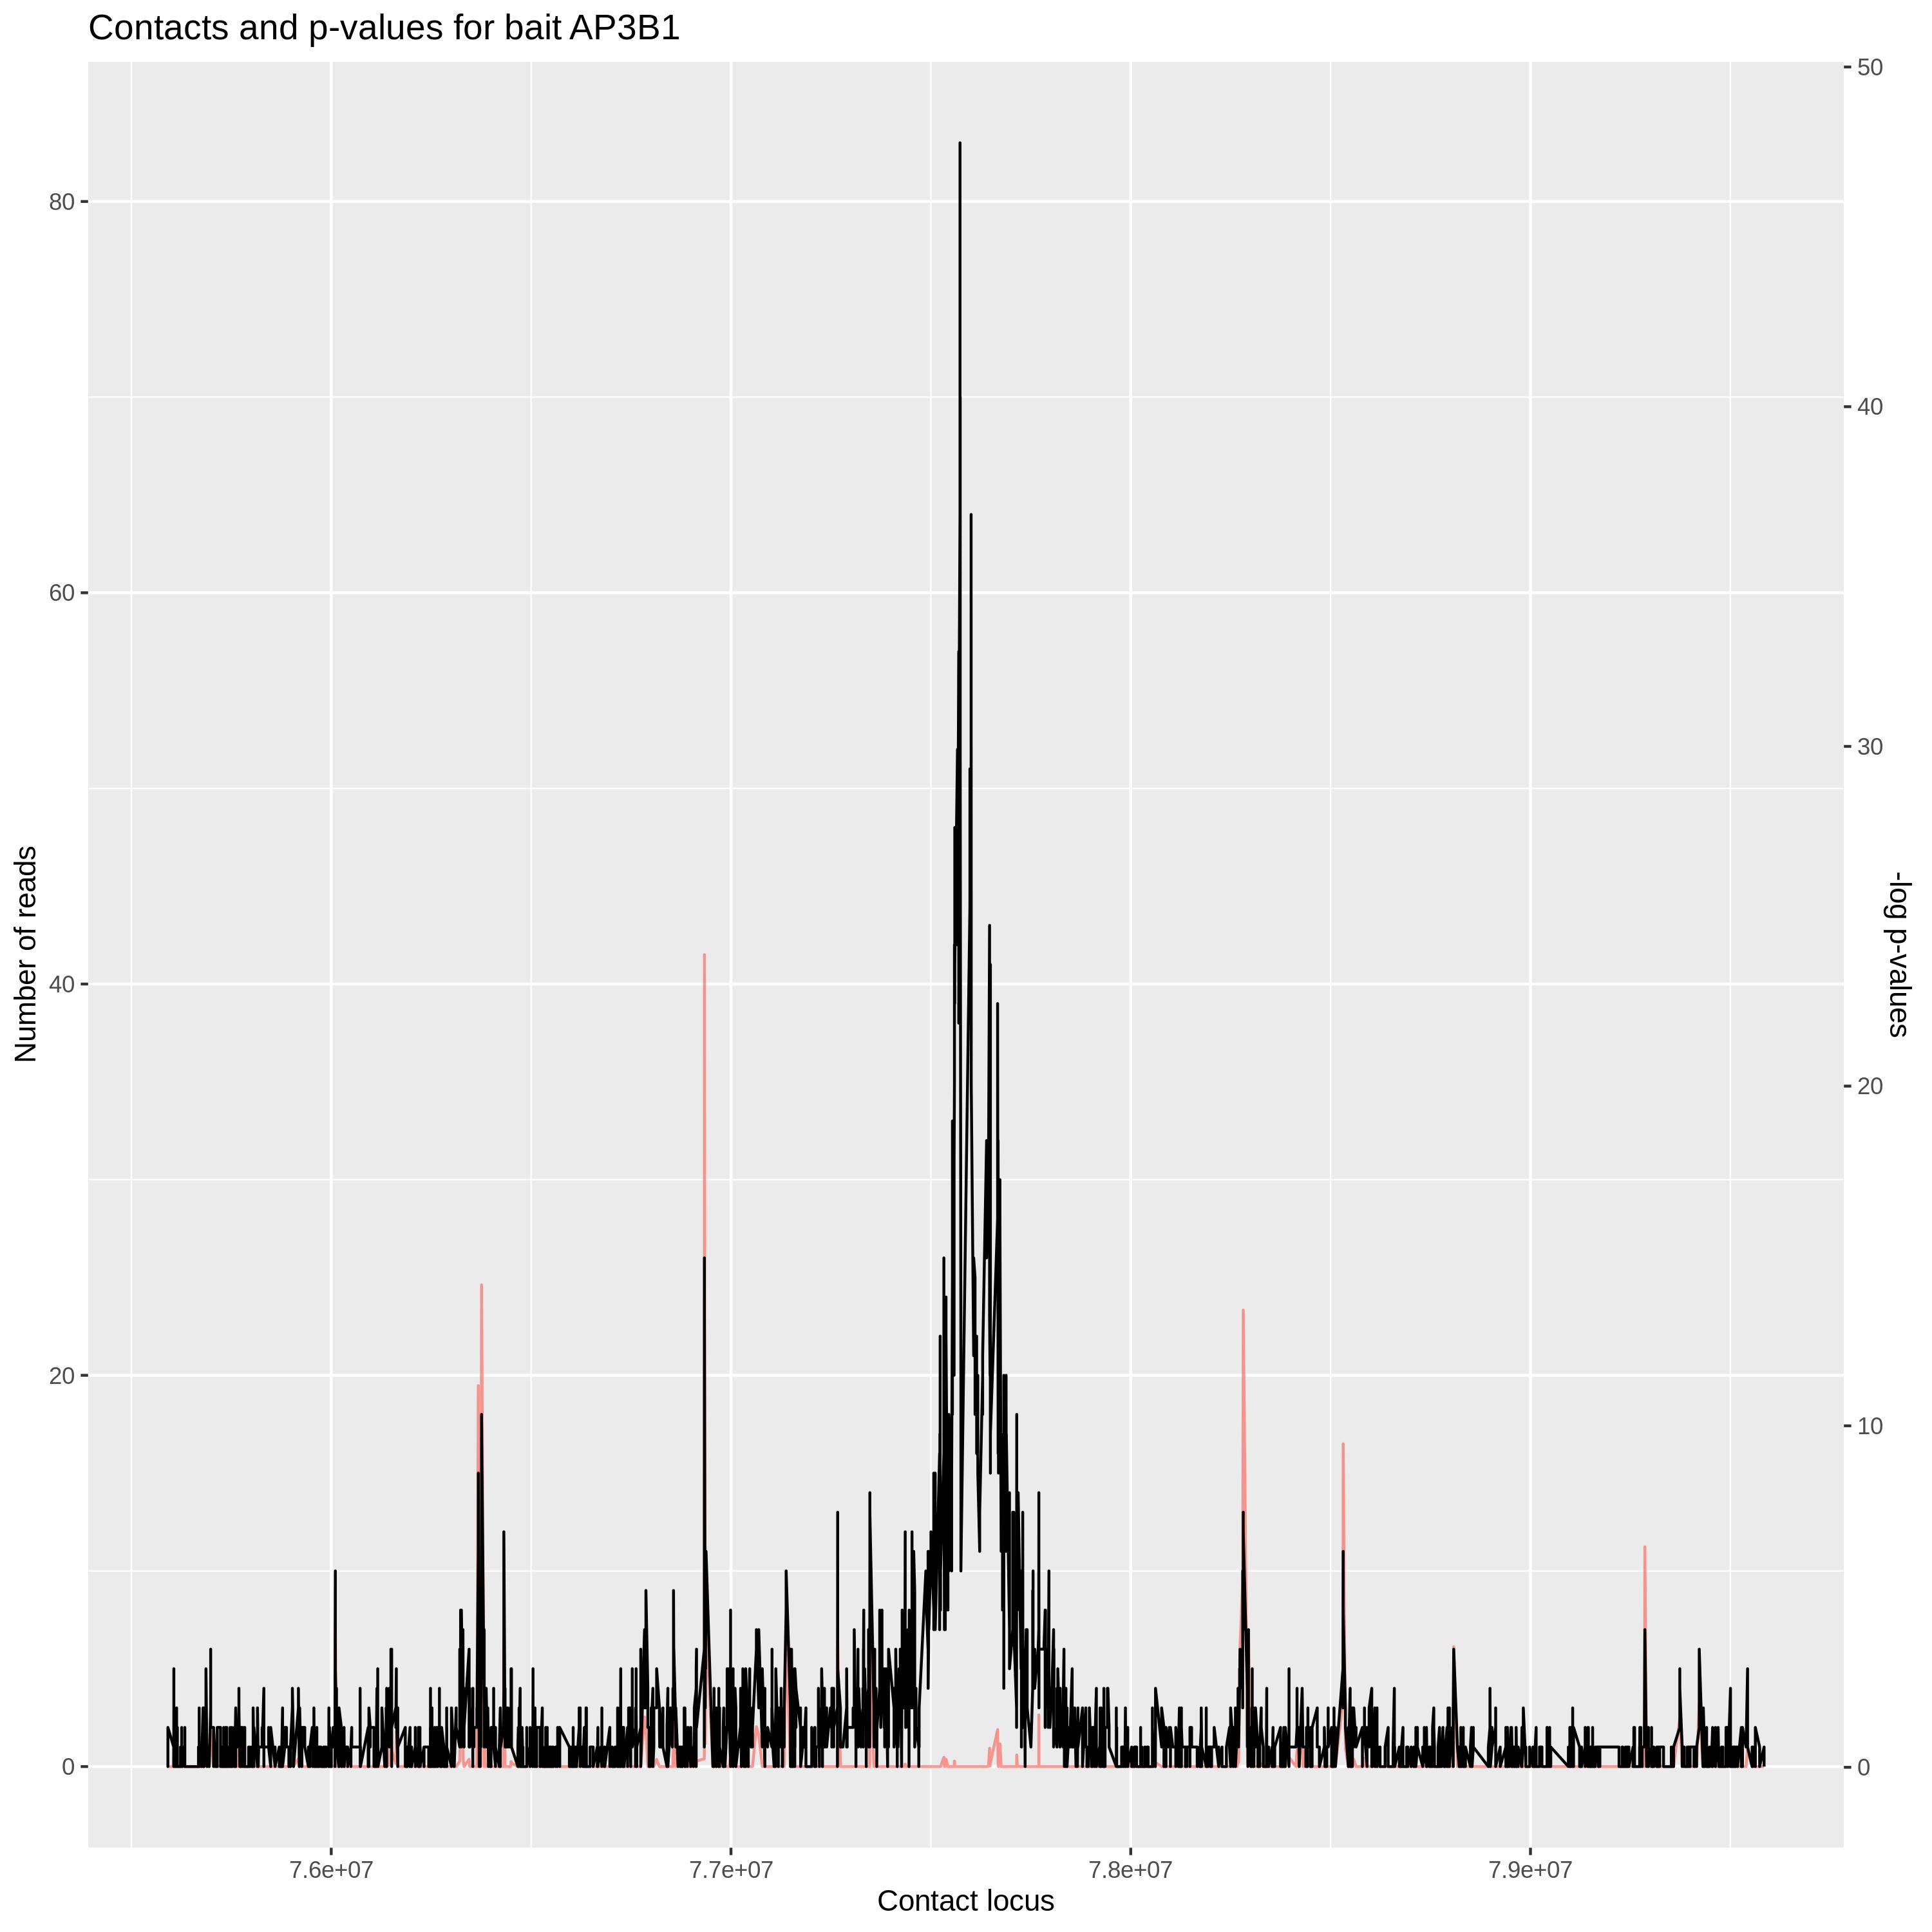 Contacts and p-values for bait AP3B1
Number of reads
80
60
40
20
0
50
40
30
20
10
0
-log p-values
7.6e+07 7.7e+07 7.8e+07 7.9e+07
Contact locus